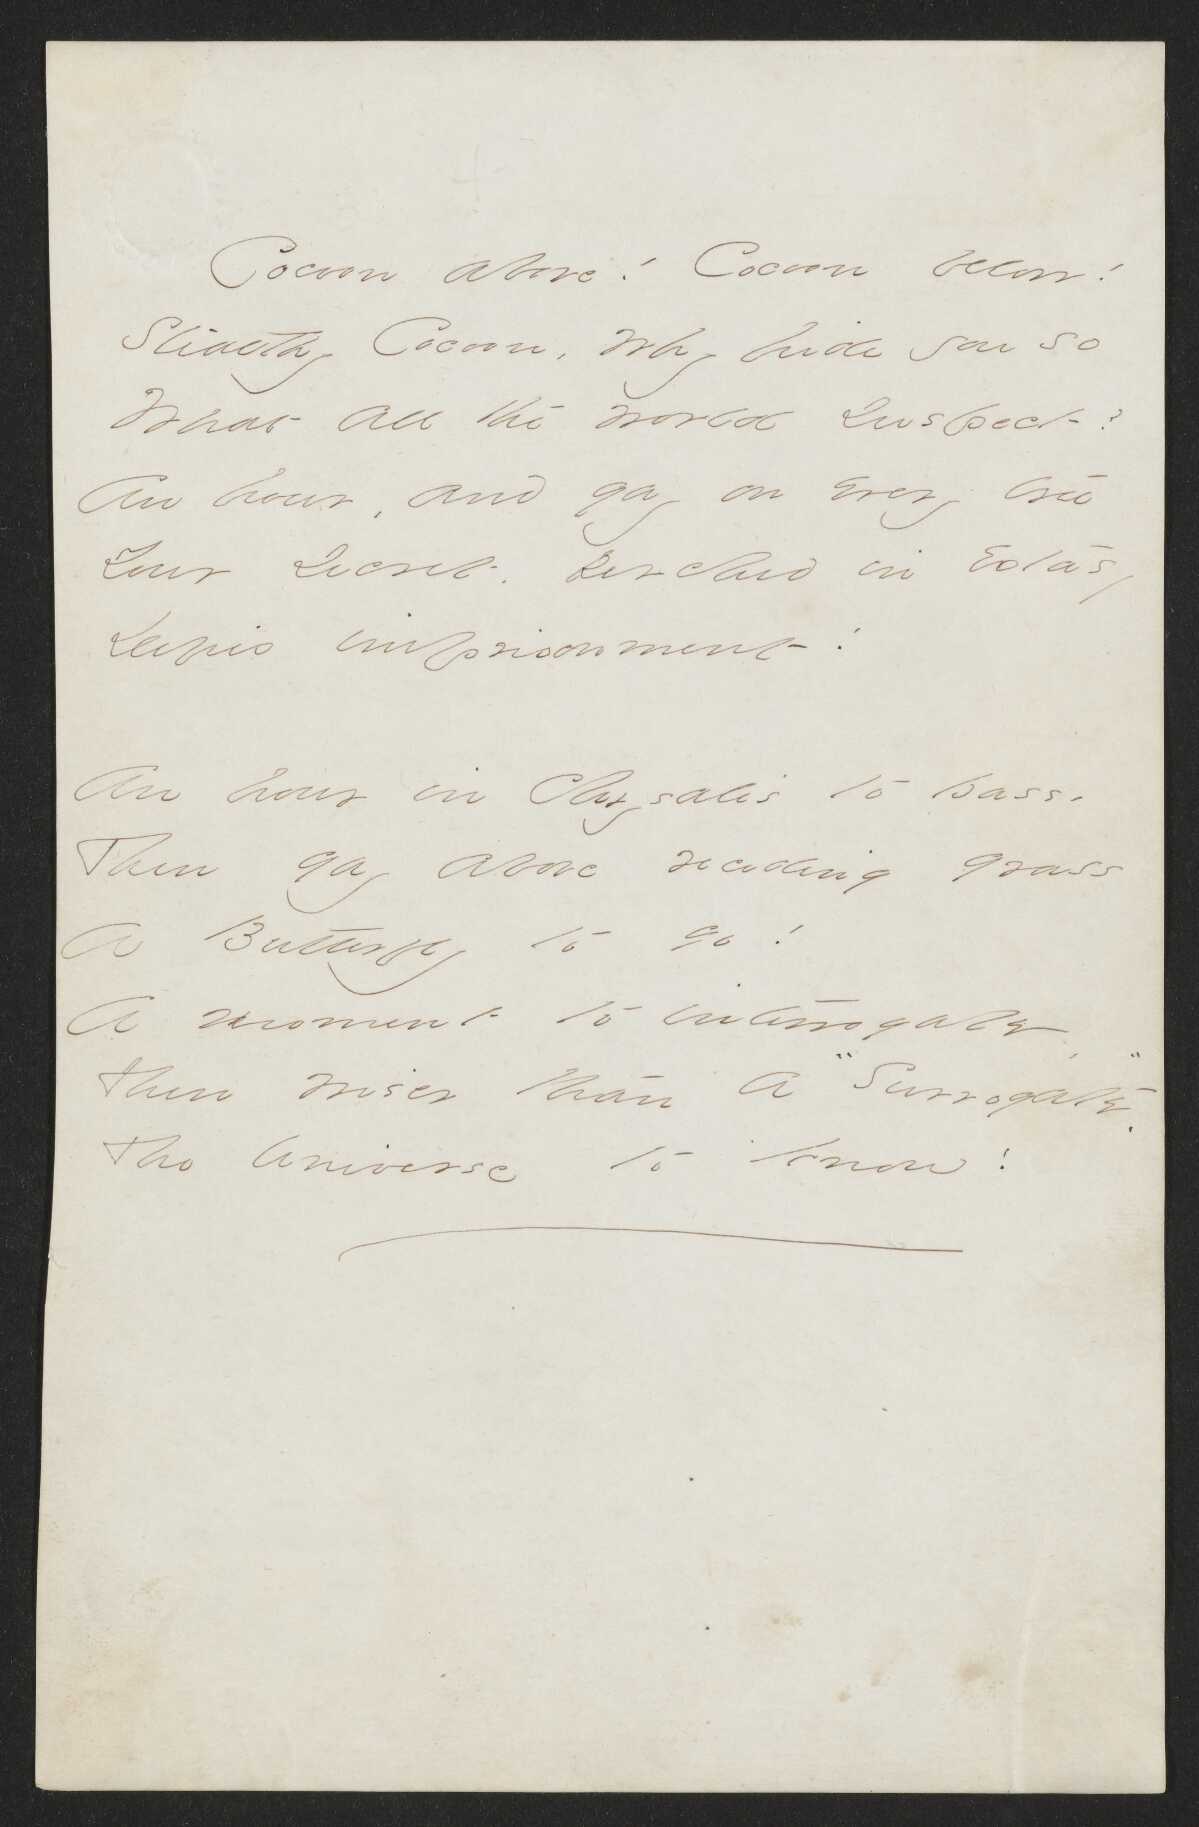 Cocoon above! Cocoon below!
Stealthy Cocoon, why hide you so
What all the world suspect?
An hour, and gay on every tree
Your secret, perched in extasy
Defies imprisonment!
An hour in Chrysalis to pass,
Then gay above receding grass
A Butterfly to go!
A moment to interrogate,
Then wiser than a "Surrogate",
The Universe to know!